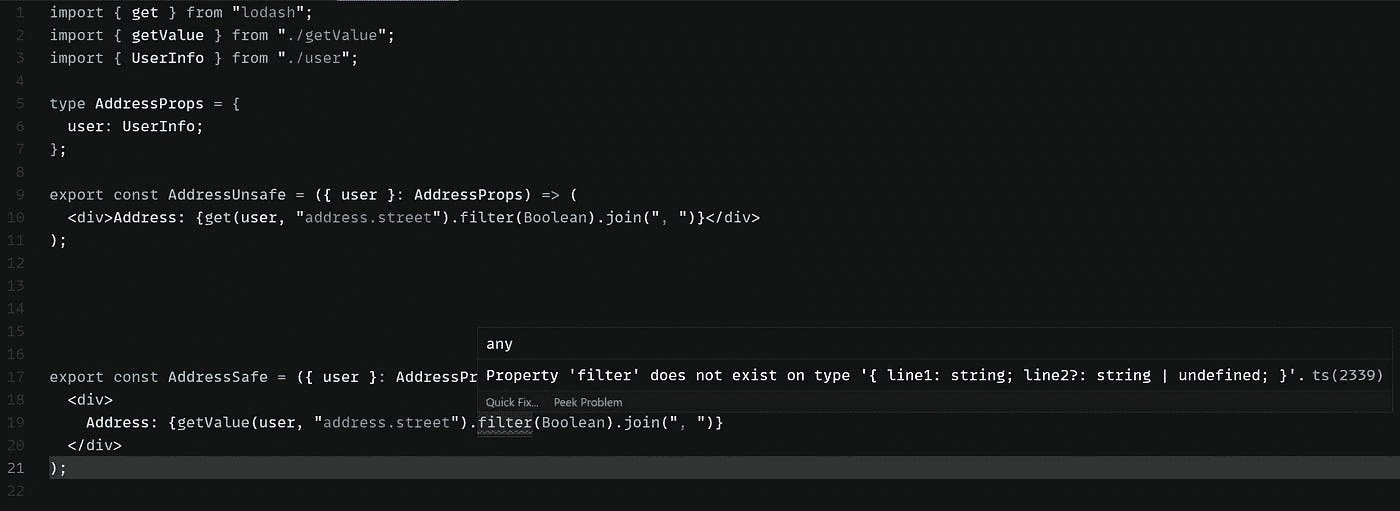 1 import { get } from "lodash";
2 import { getValue } from "./getValue";
3 import { UserInfo } from "./user";
4
5 type AddressProps = {
6   user: UserInfo;
7 };
8
9 export const AddressUnsafe = ({ user }: AddressProps) => (
10   <div>Address: {get(user, "address.street").filter(Boolean).join(", ")}</div>
11 );
12
13
14
15
any
16
17 export const AddressSafe = ({ user }: AddressPr
Property 'filter' does not exist on type '{ line1: string; line2?: string | undefined; }'. ts(2339)
Quick Fix... Peek Problem
18   <div>
19     Address: {getValue(user, "address.street").filter(Boolean).join(", ")}
20   </div>
21 );
22